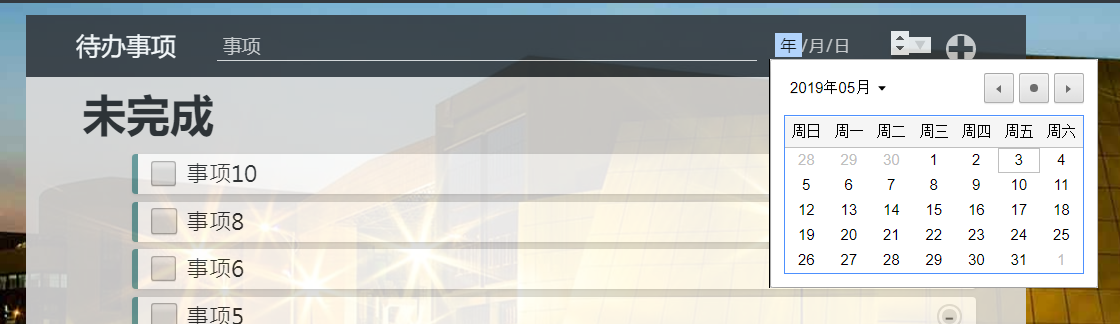 待办事项 事项 年/月/日
2019年05月
周日 周一 周二 周三 周四 周五 周六
28 29 30 1 2 3 4
5 6 7 8 9 10 11
12 13 14 15 16 17 18
19 20 21 22 23 24 25
26 27 28 29 30 31 1
未完成
事项10
事项8
事项6
事项5